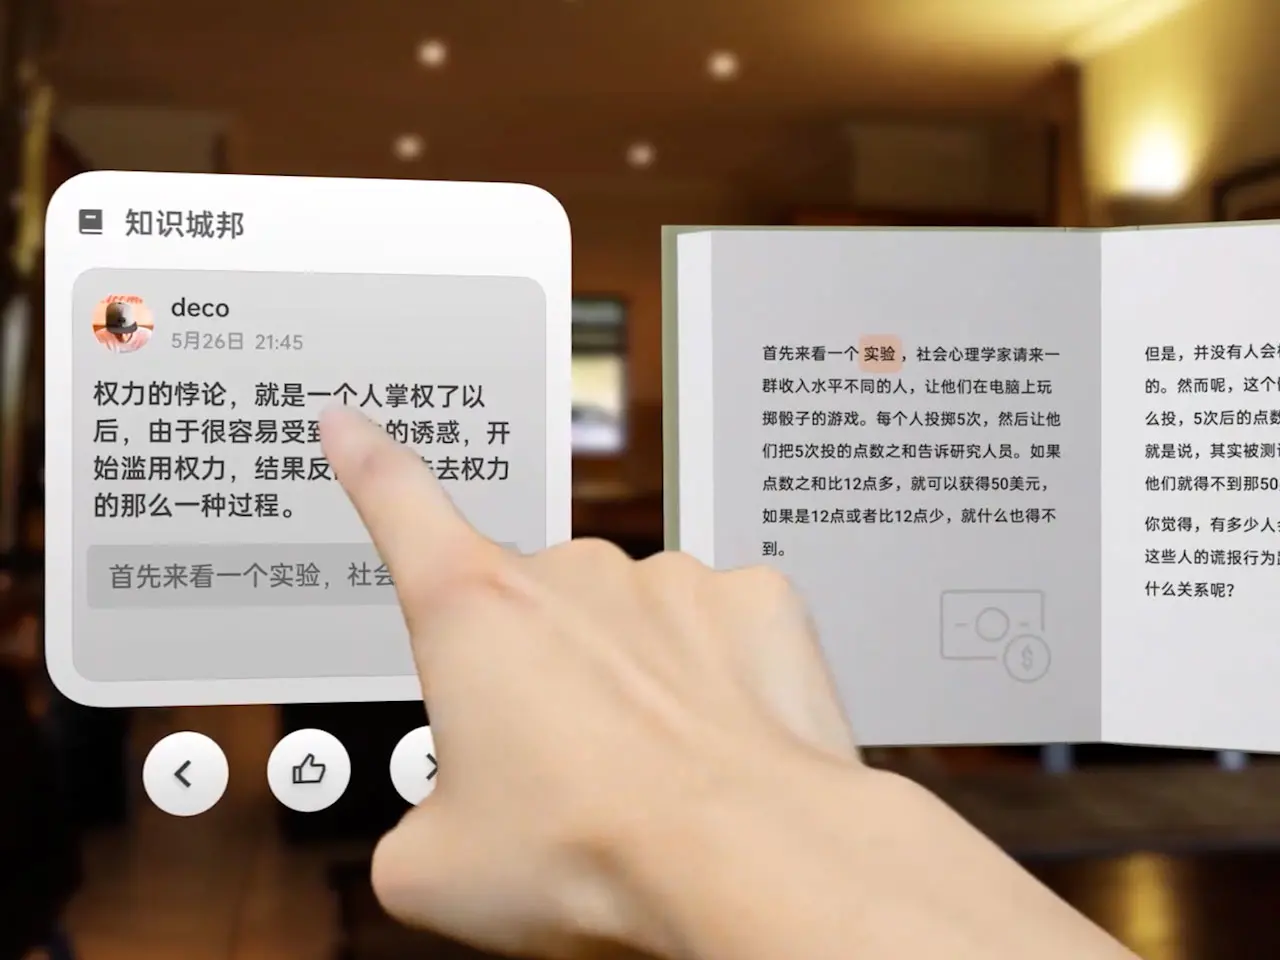 知识城邦
deco
5月26日 21:45
权力的悖论，就是一个人掌权了以
后，由于很容易受到 的诱惑，开
始滥用权力，结果反 去权力
的那么一种过程。
首先来看一个实验，社会
首先来看一个 实验 ，社会心理学家请来一
群收入水平不同的人，让他们在电脑上玩
掷骰子的游戏。每个人投掷5次，然后让他
们把5次投的点数之和告诉研究人员。如果
点数之和比12点多，就可以获得50美元，
如果是12点或者比12点少，就什么也得不
到。
但是，并没有人会
的。然而呢，这个
么投，5次后的点数
就是说，其实被测
他们就得不到那50
你觉得，有多少人
这些人的谎报行为
什么关系呢？